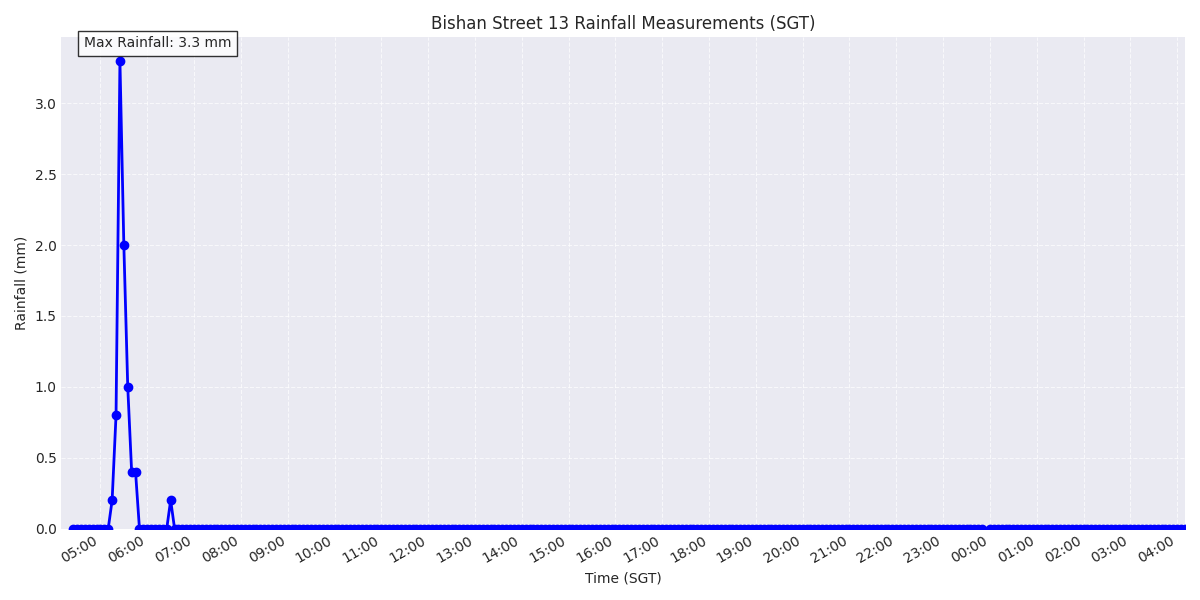 Bishan Street 13 Rainfall Measurements (SGT)
Max Rainfall: 3.3 mm
3.0
2.5
2.0
1.5
1.0
0.5
0.0
Rainfall (mm)
05:00 06:00 07:00 08:00 09:00 10:00 11:00 12:00 13:00 14:00 15:00 16:00 17:00 18:00 19:00 20:00 21:00 22:00 23:00 00:00 01:00 02:00 03:00 04:00
Time (SGT)